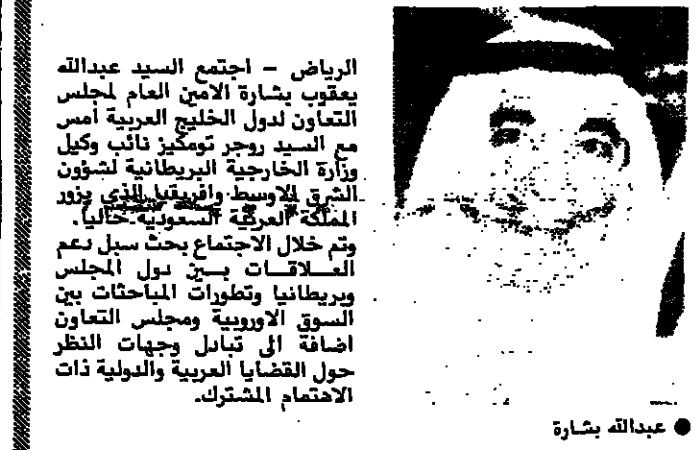 الرياض – اجتمع السيد عبدالله
يعقوب بشارة الامين العام لمجلس
التعاون لدول الخليج العربية أمس
مع السيد روجر تومكيز نائب وكيل
وزارة الخارجية البريطانية لشؤون
الشرق الاوسط وافريقيا الذي يزور
المملكة العربية السعودية حالياً.
وتم خلال الاجتماع بحث سبل دعم
العـــلاقـــات بـــين دول المجلس
وبريطانيا وتطورات المباحثات بين
السوق الاوروبية ومجلس التعاون
اضافة الى تبادل وجهات النظر
حول القضايا العربية والدولية ذات
الاهتمام المشترك.
● عبدالله بشـارة